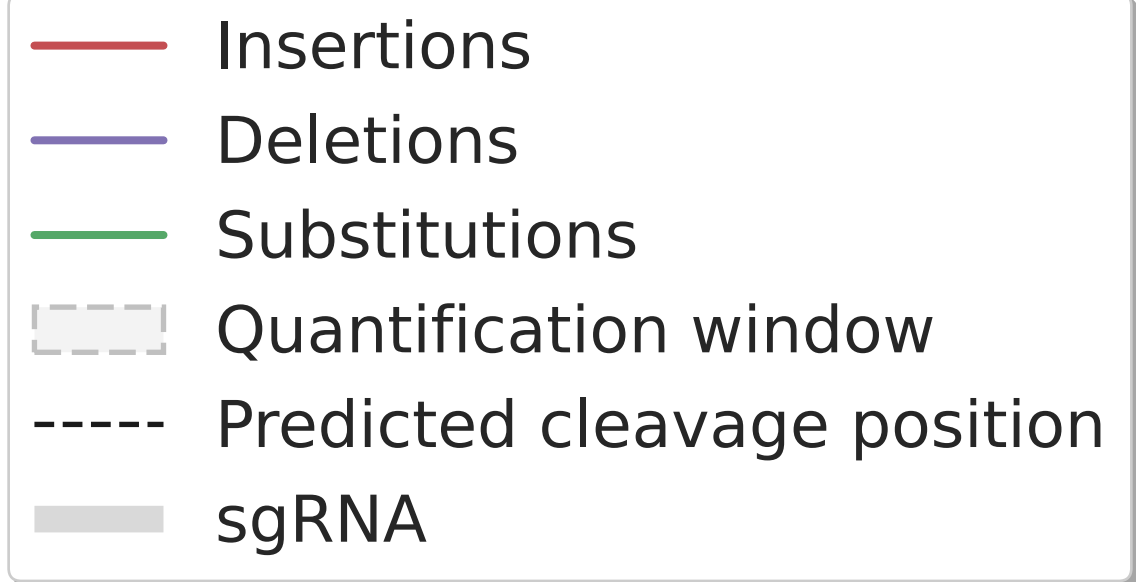 Insertions
Deletions
Substitutions
Quantification window
Predicted cleavage position
sgRNA